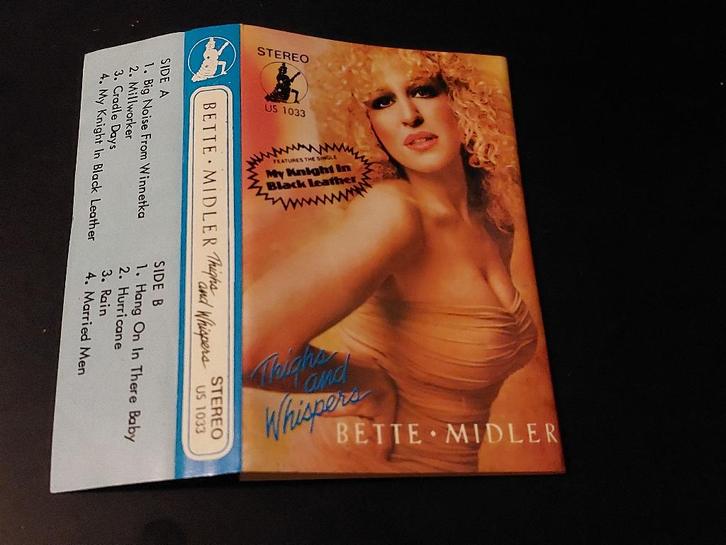 SIDE A
1. Big Noise From Winnetka
2. Millworker
3. Cradle Days
4. My Knight In Black Leather
SIDE B
1. Hang On In There Baby
2. Hurricane
3. Rain
4. Married Men
BETTE • MIDLER Thighs and Whispers STEREO
US 1033
STEREO
US 1033
FEATURES THE SINGLE
My Knight In
Black Leather
Thighs
and
Whispers
BETTE • MIDLER